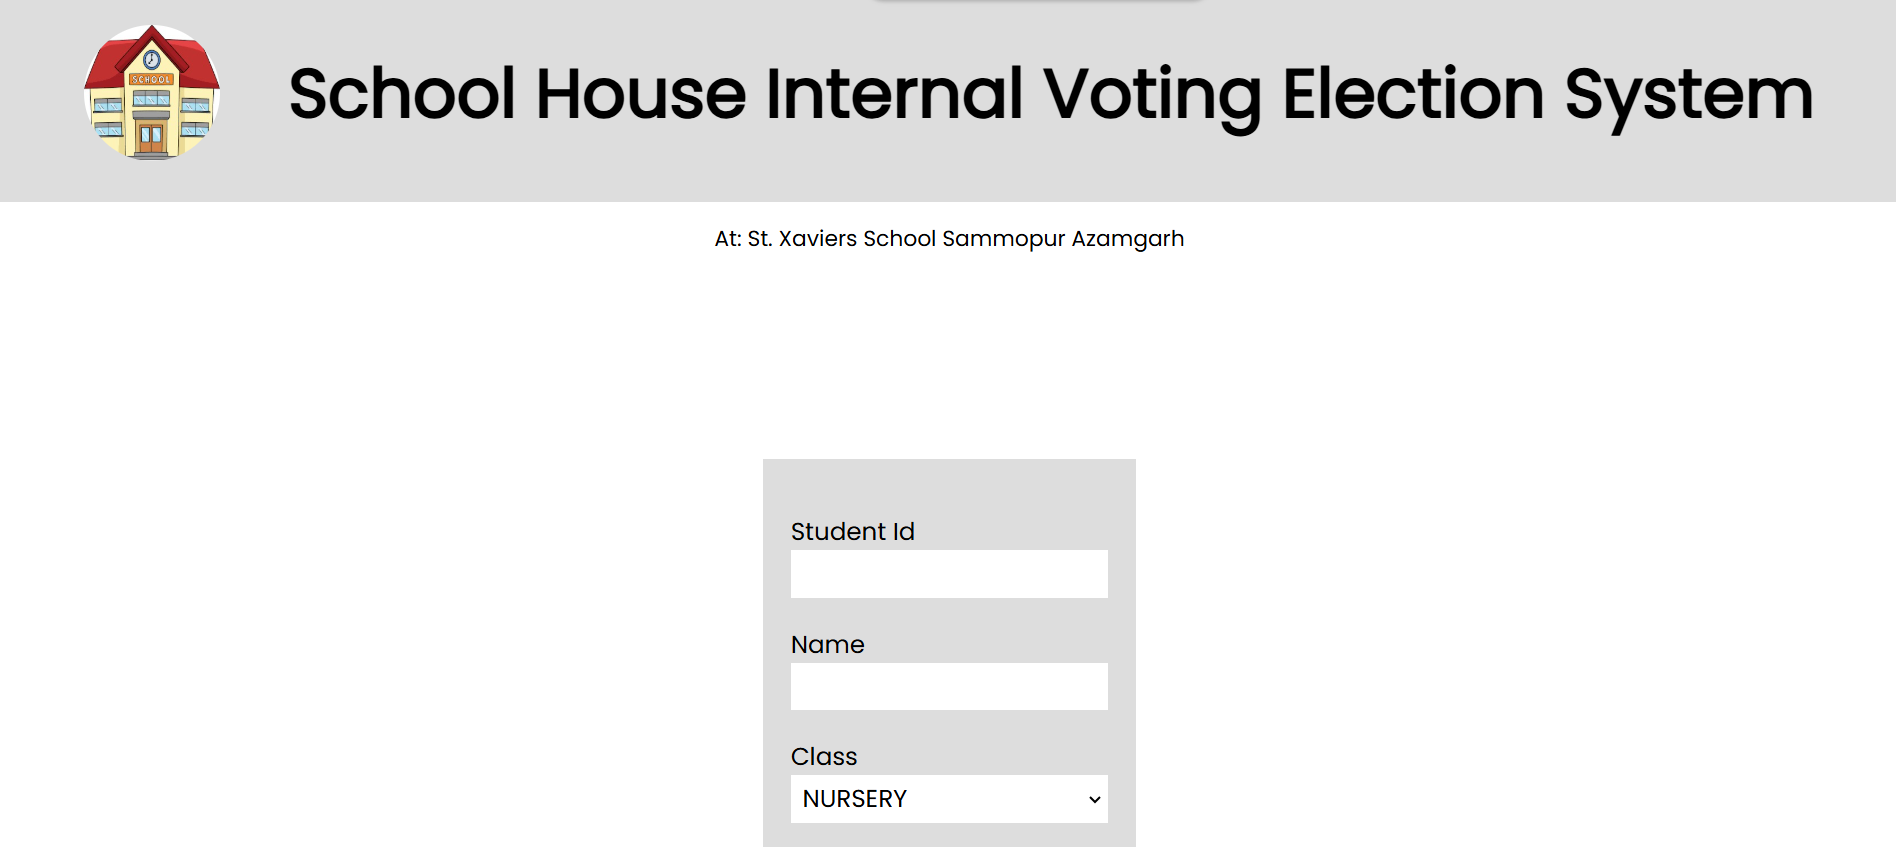 SCHOOL
School House Internal Voting Election System
At: St. Xaviers School Sammopur Azamgarh
Student Id
Name
Class
NURSERY